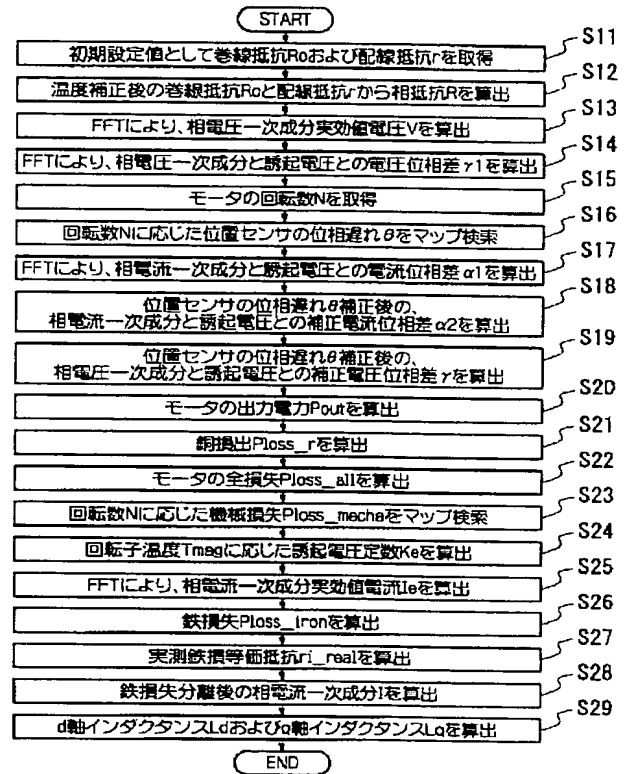 START
初期設定値として巻線抵抗Roおよび配線抵抗rを取得
S11
温度補正後の巻線抵抗Roと配線抵抗rから相抵抗Rを算出
S12
FFTにより、相電圧一次成分実効値電圧Vを算出
S13
FFTにより、相電圧一次成分と誘起電圧との電圧位相差γ1を算出
S14
モータの回転数Nを取得
S15
回転数Nに応じた位置センサの位相遅れθをマップ検索
S16
FFTにより、相電流一次成分と誘起電圧との電流位相差α1を算出
S17
位置センサの位相遅れθ補正後の、
相電流一次成分と誘起電圧との補正電流位相差α2を算出
S18
位置センサの位相遅れθ補正後の、
相電圧一次成分と誘起電圧との補正電圧位相差γを算出
S19
モータの出力電力Poutを算出
S20
銅損出Ploss_rを算出
S21
モータの全損失Ploss_allを算出
S22
回転数Nに応じた機械損失Ploss_mechaをマップ検索
S23
回転子温度Tmagに応じた誘起電圧定数Keを算出
S24
FFTにより、相電流一次成分実効値電流Ieを算出
S25
鉄損失Ploss_ironを算出
S26
実測鉄損等価抵抗ri_realを算出
S27
鉄損失分離後の相電流一次成分Iを算出
S28
d軸インダクタンスLdおよびq軸インダクタンスLqを算出
S29
END